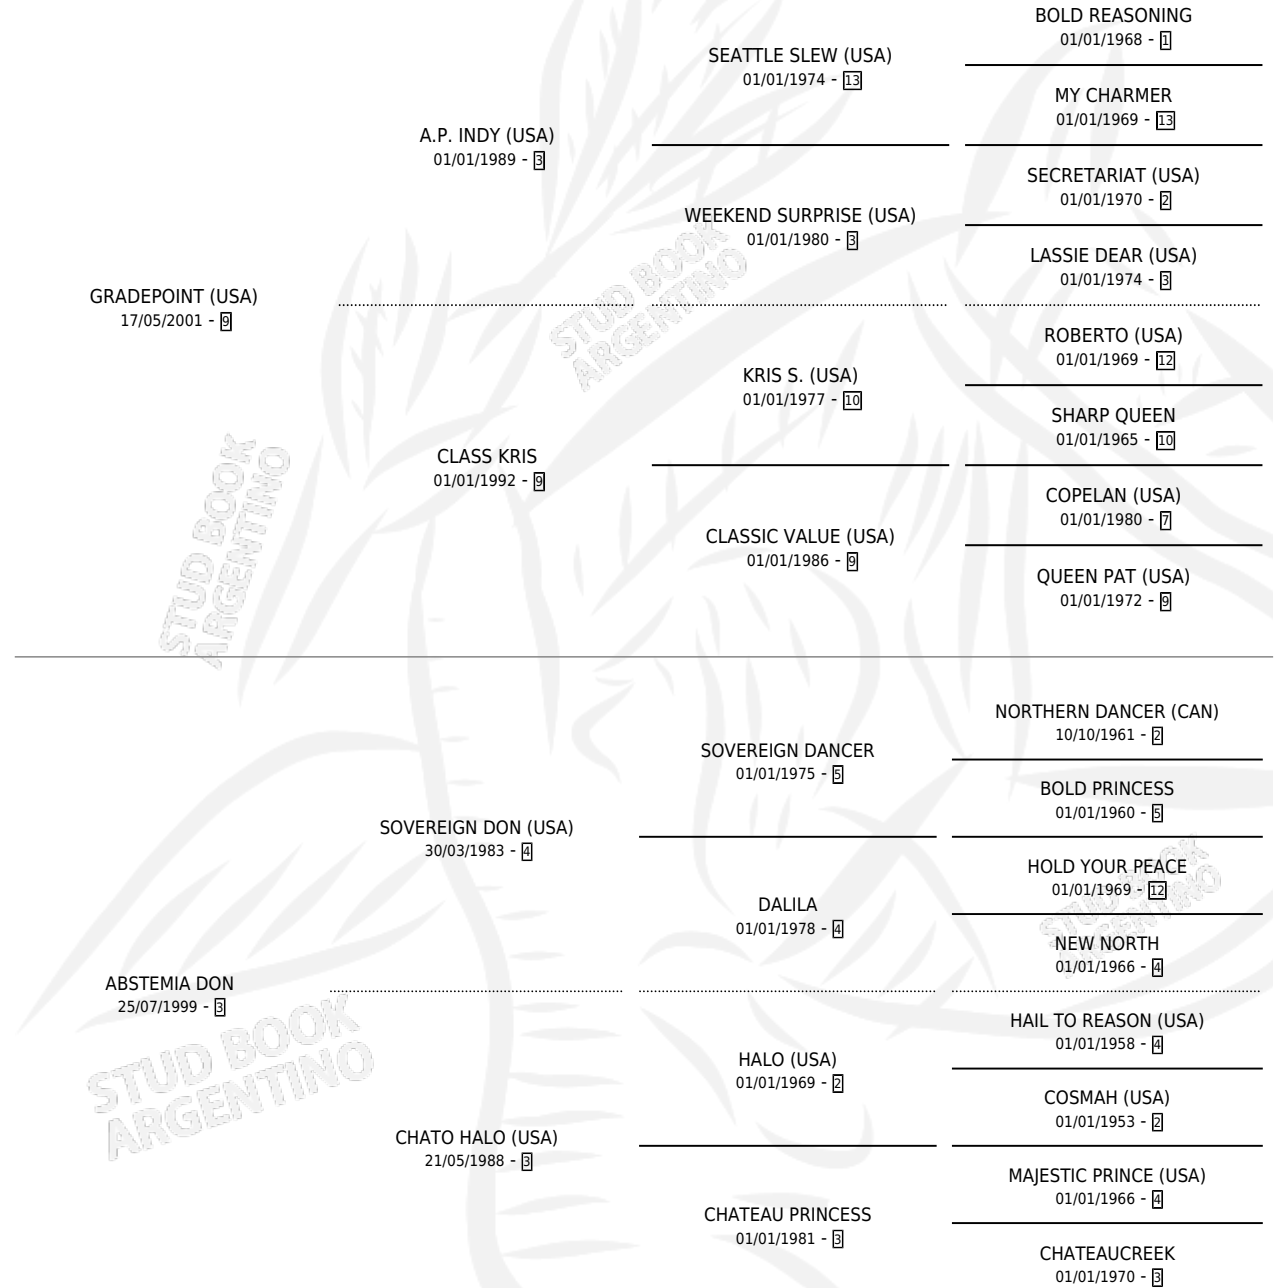 BOLD REASONING
01/01/1968 - 1
SEATTLE SLEW (USA)
01/01/1974 - 13
MY CHARMER
01/01/1969 - 13
A.P. INDY (USA)
01/01/1989 - 3
SECRETARIAT (USA)
01/01/1970 - 2
WEEKEND SURPRISE (USA)
01/01/1980 - 3
LASSIE DEAR (USA)
01/01/1974 - 3
GRADEPOINT (USA)
17/05/2001 - 9
ROBERTO (USA)
01/01/1969 - 12
KRIS S. (USA)
01/01/1977 - 10
SHARP QUEEN
01/01/1965 - 10
CLASS KRIS
01/01/1992 - 9
COPELAN (USA)
01/01/1980 - 7
CLASSIC VALUE (USA)
01/01/1986 - 9
QUEEN PAT (USA)
01/01/1972 - 9
NORTHERN DANCER (CAN)
10/10/1961 - 2
SOVEREIGN DANCER
01/01/1975 - 5
BOLD PRINCESS
01/01/1960 - 5
SOVEREIGN DON (USA)
30/03/1983 - 4
HOLD YOUR PEACE
01/01/1969 - 12
DALILA
01/01/1978 - 4
NEW NORTH
01/01/1966 - 4
ABSTEMIA DON
25/07/1999 - 3
HAIL TO REASON (USA)
01/01/1958 - 4
HALO (USA)
01/01/1969 - 2
COSMAH (USA)
01/01/1953 - 2
CHATO HALO (USA)
21/05/1988 - 3
MAJESTIC PRINCE (USA)
01/01/1966 - 4
CHATEAU PRINCESS
01/01/1981 - 3
CHATEAUCREEK
01/01/1970 - 3
STUD BOOK
ARGENTINO
STUD BOOK
ARGENTINO
STUD BOOK
ARGENTINO
STUD BOOK
ARGENTINO